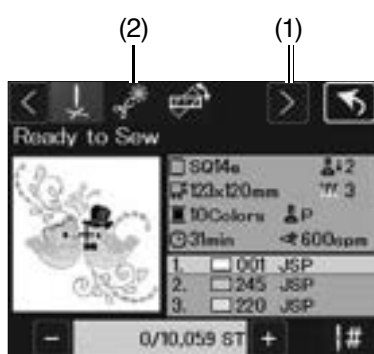 (2) (1)
Ready to Sew
SQ14e 2
123x120mm 3
10Colors P
31min 600spm
1. 001 JSP
2. 245 JSP
3. 220 JSP
- 0/10,059 ST + #